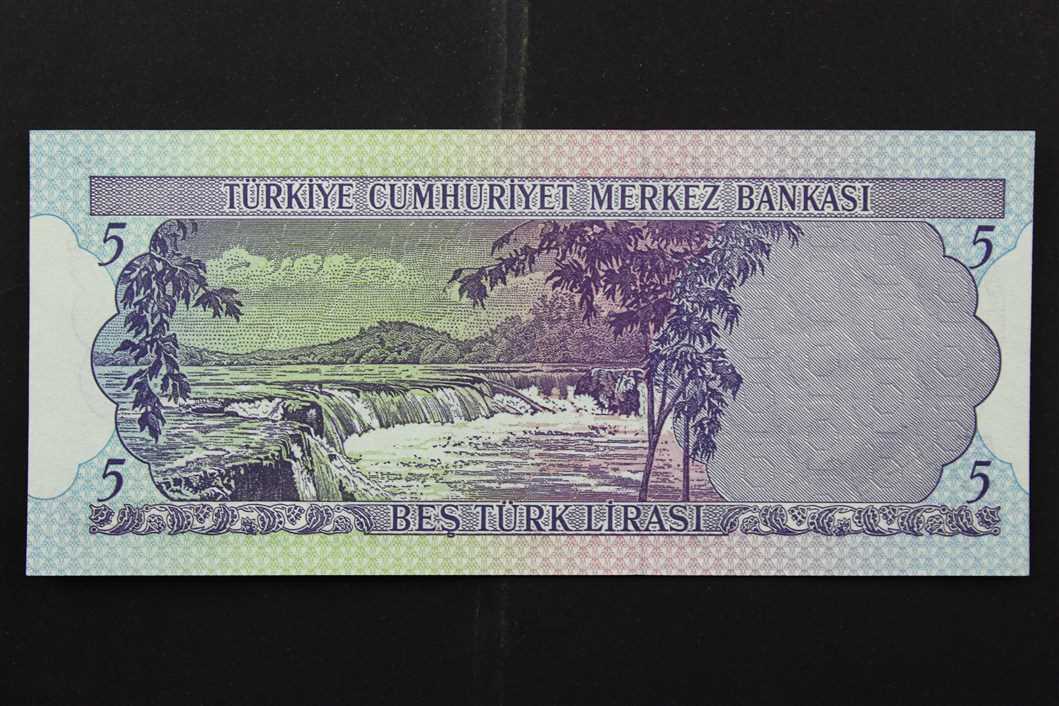 TÜRKİYE CUMHURİYET MERKEZ BANKASI
5 5
5 5
BEŞ TÜRK LİRASI